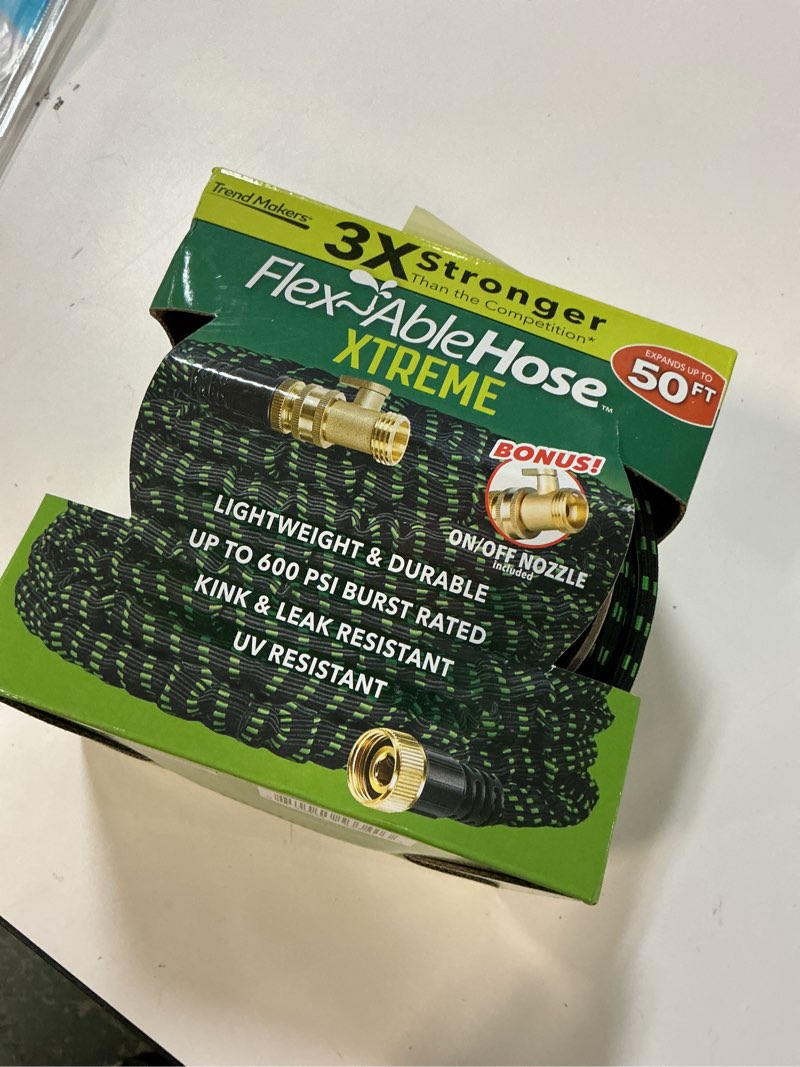 Trend Makers®
3X Stronger
Than the Competition*
Flex~AbleHose™
XTREME
EXPANDS UP TO
50FT
BONUS!
ON/OFF NOZZLE
included
LIGHTWEIGHT & DURABLE
UP TO 600 PSI BURST RATED
KINK & LEAK RESISTANT
UV RESISTANT